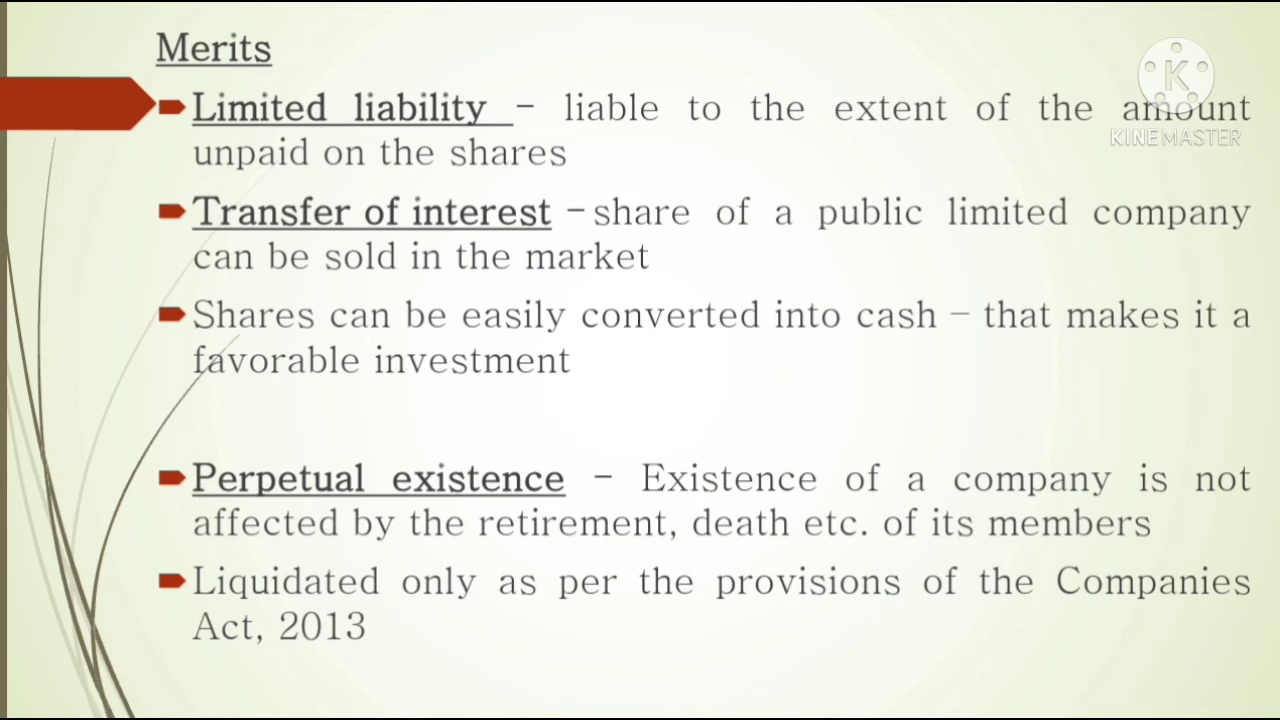 Merits
Limited liability – liable to the extent of the amount
unpaid on the shares
Transfer of interest – share of a public limited company
can be sold in the market
Shares can be easily converted into cash – that makes it a
favorable investment
Perpetual existence – Existence of a company is not
affected by the retirement, death etc. of its members
Liquidated only as per the provisions of the Companies
Act, 2013
K
KINEMASTER